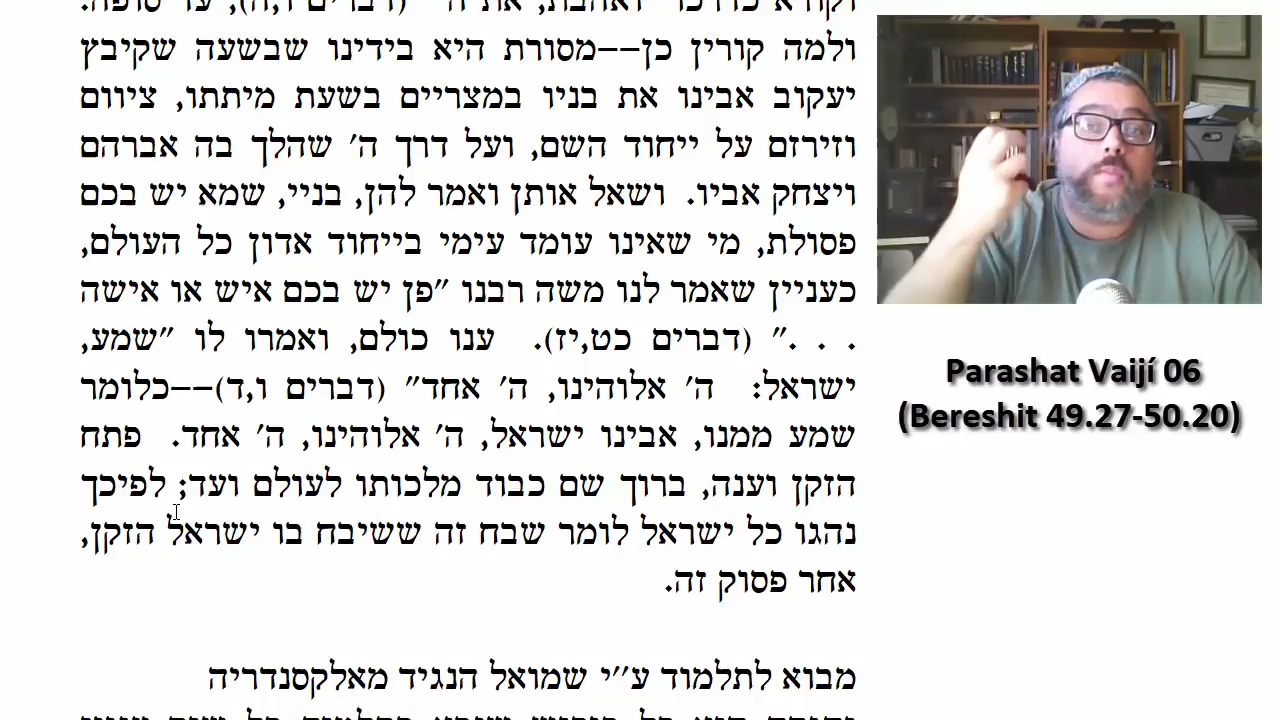 ולמה קורין כן--מסורת היא בידינו שבשעה שקיבץ
יעקוב אבינו את בניו במצריים בשעת מיתתו, ציוום
וזירזם על ייחוד השם, ועל דרך ה' שהלך בה אברהם
ויצחק אביו. ושאל אותן ואמר להן, בניי, שמא יש בכם
פסולת, מי שאינו עומד עימי בייחוד אדון כל העולם,
כעניין שאמר לנו משה רבנו "פן יש בכם איש או אישה
. . ." (דברים כט,יז). ענו כולם, ואמרו לו "שמע,
ישראל: ה' אלוהינו, ה' אחד" (דברים ו,ד)--כלומר
שמע ממנו, אבינו ישראל, ה' אלוהינו, ה' אחד. פתח
הזקן וענה, ברוך שם כבוד מלכותו לעולם ועד; לפיכך
נהגו כל ישראל לומר שבח זה ששיבח בו ישראל הזקן,
אחר פסוק זה.
מבוא לתלמוד ע"י שמואל הנגיד מאלקסנדריה
Parashat Vaijí 06
(Bereshit 49.27-50.20)